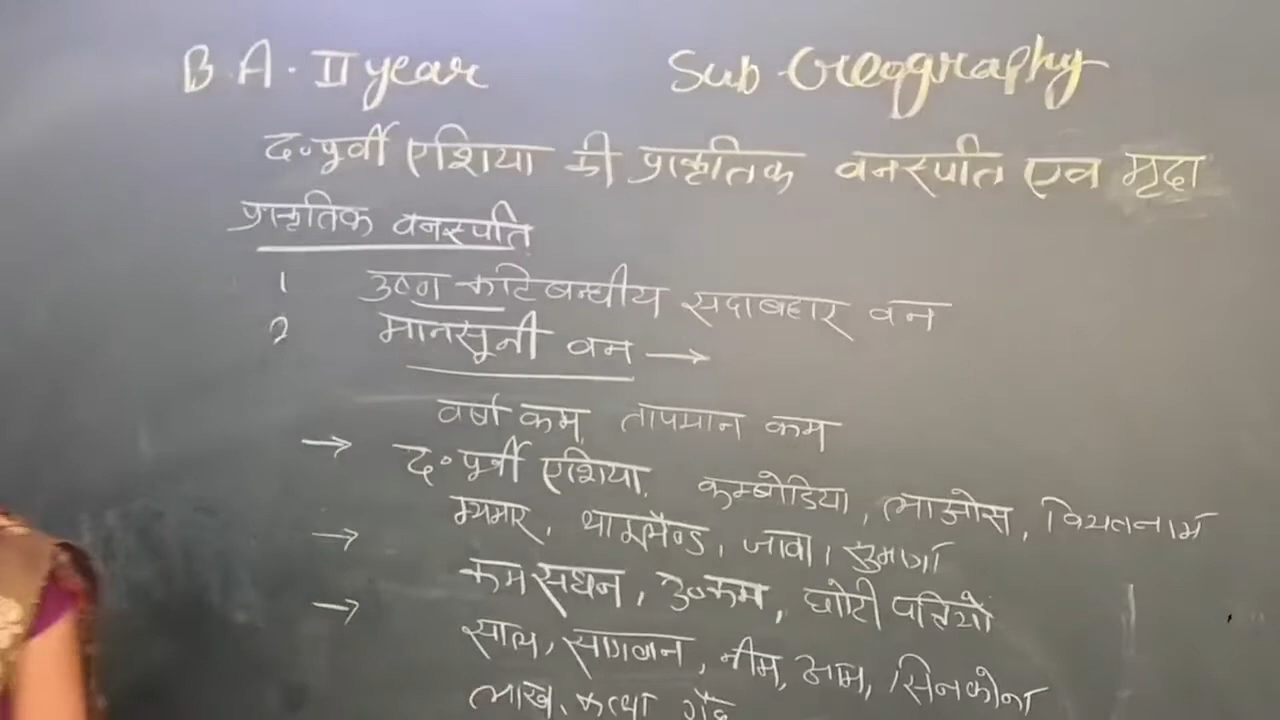 B.A. II year Sub Geography
द॰ पूर्वी एशिया की प्राकृतिक वनस्पति एवं मृदा
प्राकृतिक वनस्पति
1 उष्ण कटिबन्धीय सदाबहार वन
2 मानसूनी वन →
वर्षा कम, तापमान कम
→ द॰ पूर्वी एशिया. कम्बोडिया, लाओस, वियतनाम
म्यमार, थाईलैण्ड, जावा, सुमात्रा
→ कम सघन, ऊ॰ कम, छोटी पत्तियाँ
→ साल, सागवान, नीम, आम, सिनकोना
लाख, कत्था गोंद